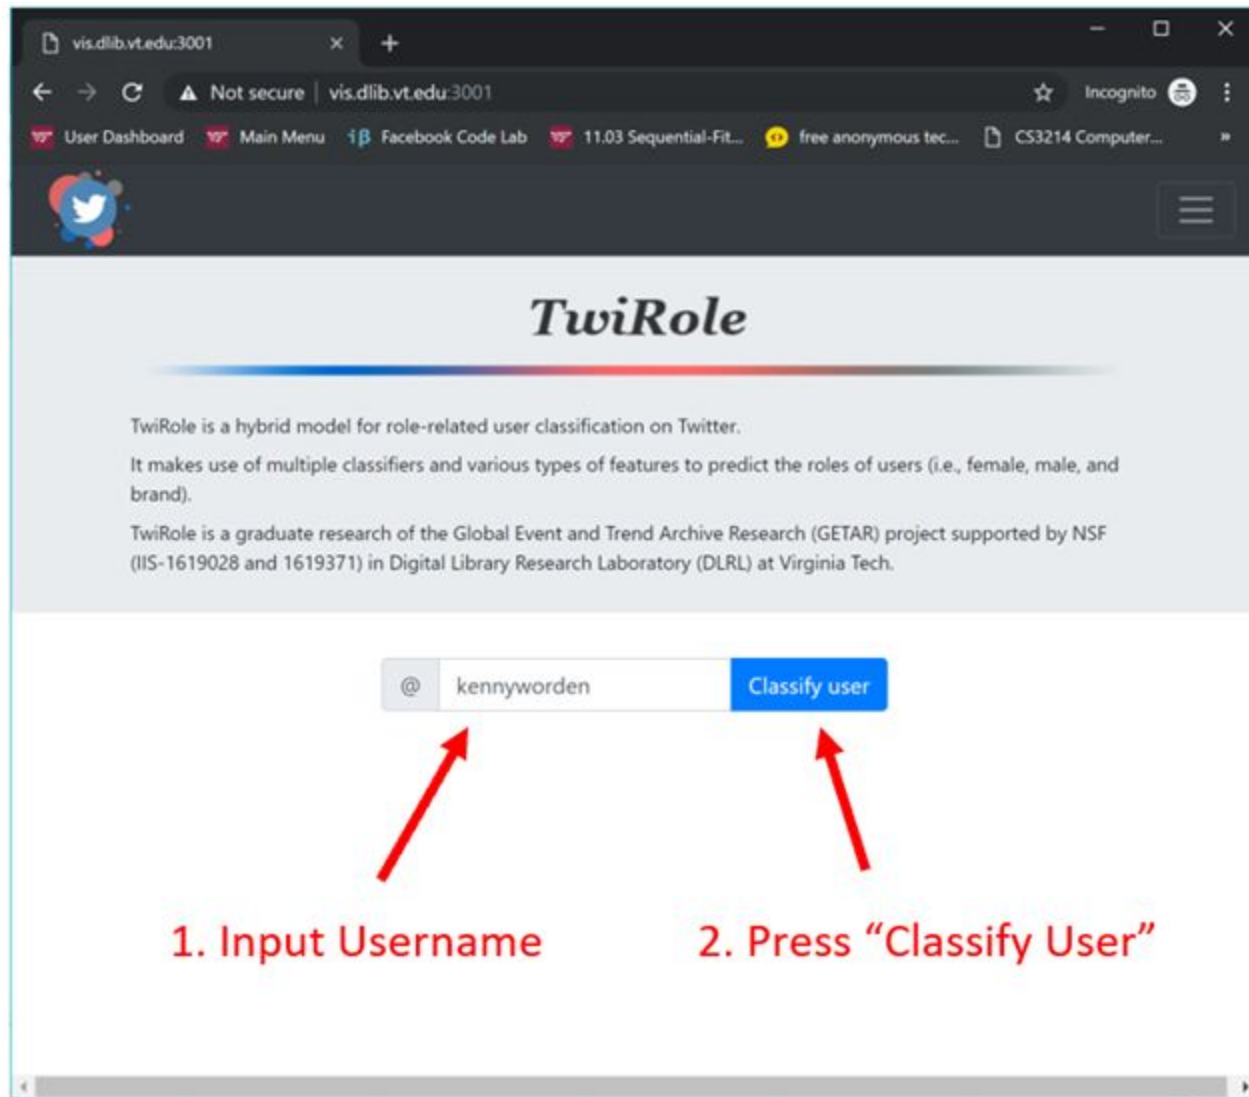 vis.dlib.vt.edu:3001
Not secure | vis.dlib.vt.edu:3001 Incognito
VT User Dashboard VT Main Menu iβ Facebook Code Lab VT 11.03 Sequential-Fit... free anonymous tec... CS3214 Computer... »
TwiRole
TwiRole is a hybrid model for role-related user classification on Twitter.
It makes use of multiple classifiers and various types of features to predict the roles of users (i.e., female, male, and
brand).
TwiRole is a graduate research of the Global Event and Trend Archive Research (GETAR) project supported by NSF
(IIS-1619028 and 1619371) in Digital Library Research Laboratory (DLRL) at Virginia Tech.
@ kennyworden Classify user
1. Input Username 2. Press “Classify User”